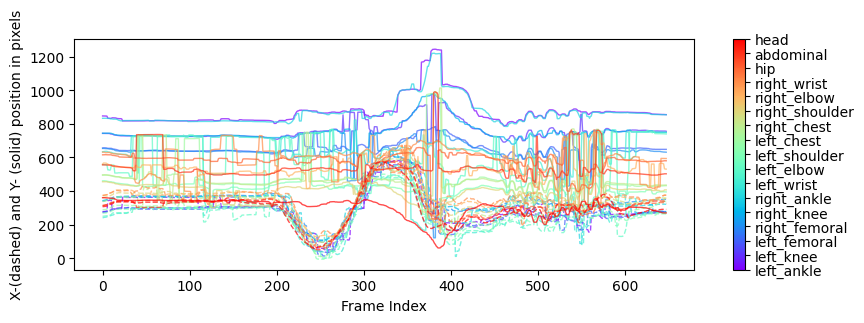 X-(dashed) and Y- (solid) position in pixels
1200
1000
800
600
400
200
0
0 100 200 300 400 500 600
Frame Index
head
abdominal
hip
right_wrist
right_elbow
right_shoulder
right_chest
left_chest
left_shoulder
left_elbow
left_wrist
right_ankle
right_knee
right_femoral
left_femoral
left_knee
left_ankle